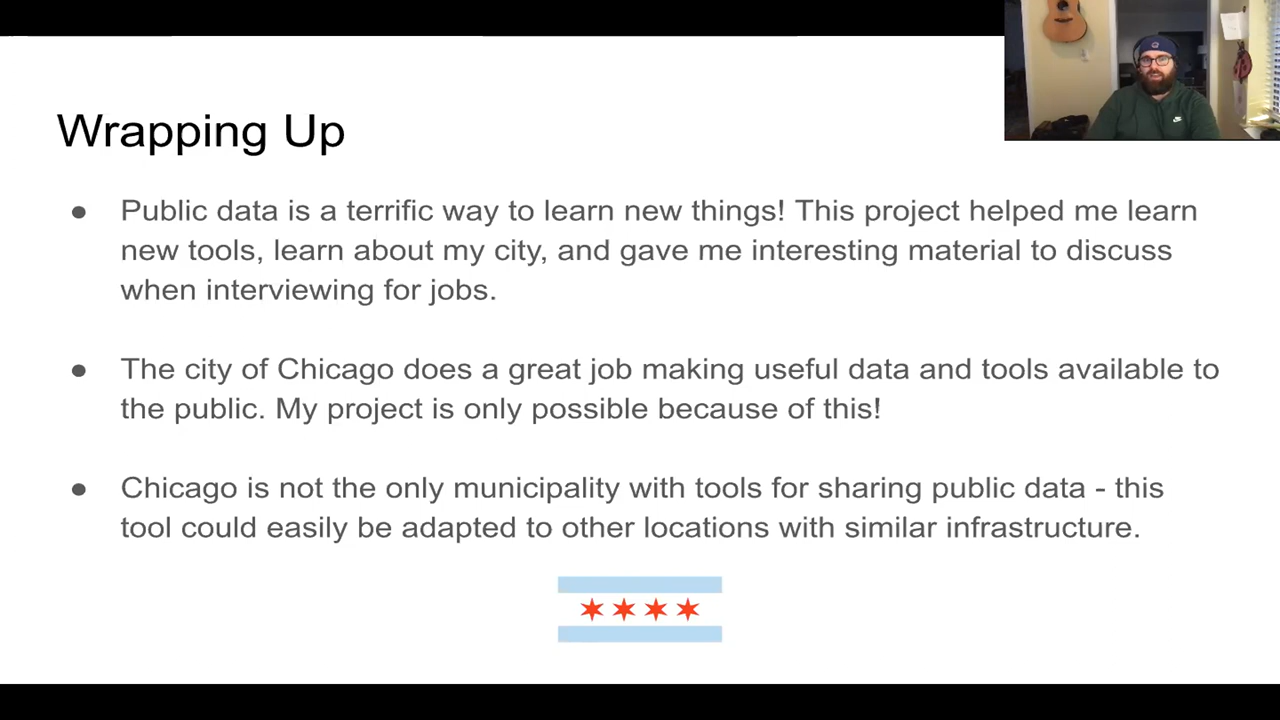 Wrapping Up
● Public data is a terrific way to learn new things! This project helped me learn
new tools, learn about my city, and gave me interesting material to discuss
when interviewing for jobs.
● The city of Chicago does a great job making useful data and tools available to
the public. My project is only possible because of this!
● Chicago is not the only municipality with tools for sharing public data - this
tool could easily be adapted to other locations with similar infrastructure.